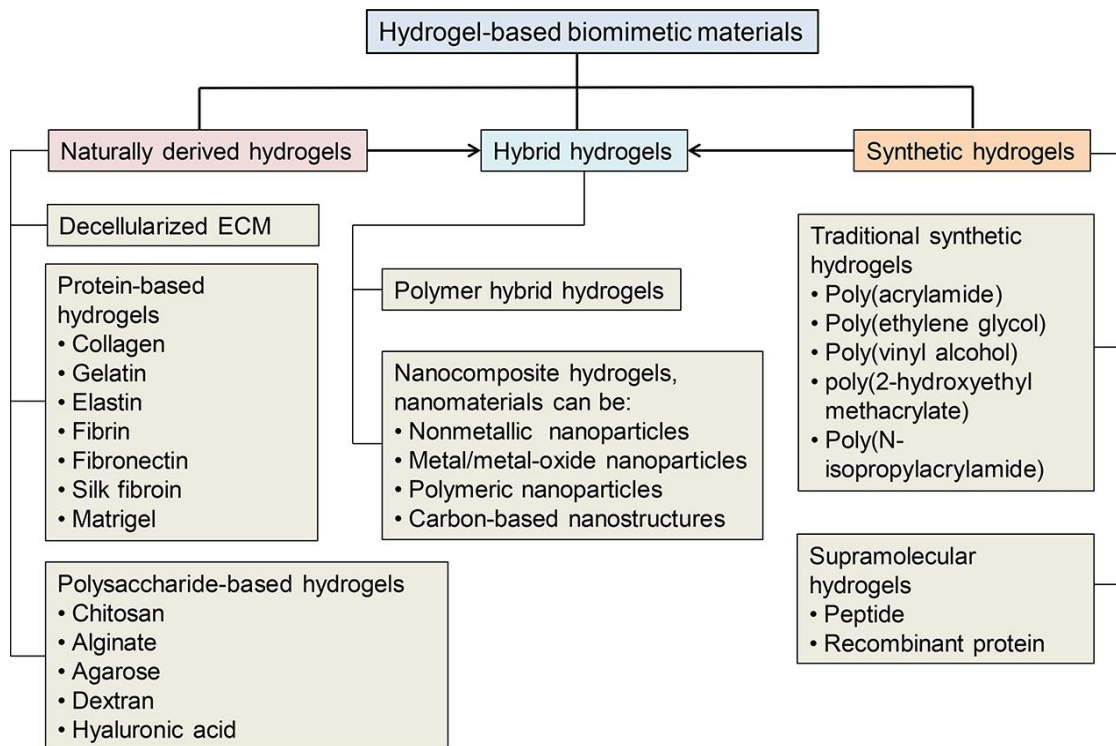 Hydrogel-based biomimetic materials
Naturally derived hydrogels
Hybrid hydrogels
Synthetic hydrogels
Decellularized ECM
Protein-based
hydrogels
• Collagen
• Gelatin
• Elastin
• Fibrin
• Fibronectin
• Silk fibroin
• Matrigel
Polysaccharide-based hydrogels
• Chitosan
• Alginate
• Agarose
• Dextran
• Hyaluronic acid
Polymer hybrid hydrogels
Nanocomposite hydrogels,
nanomaterials can be:
• Nonmetallic nanoparticles
• Metal/metal-oxide nanoparticles
• Polymeric nanoparticles
• Carbon-based nanostructures
Traditional synthetic
hydrogels
• Poly(acrylamide)
• Poly(ethylene glycol)
• Poly(vinyl alcohol)
• poly(2-hydroxyethyl
methacrylate)
• Poly(N-
isopropylacrylamide)
Supramolecular
hydrogels
• Peptide
• Recombinant protein